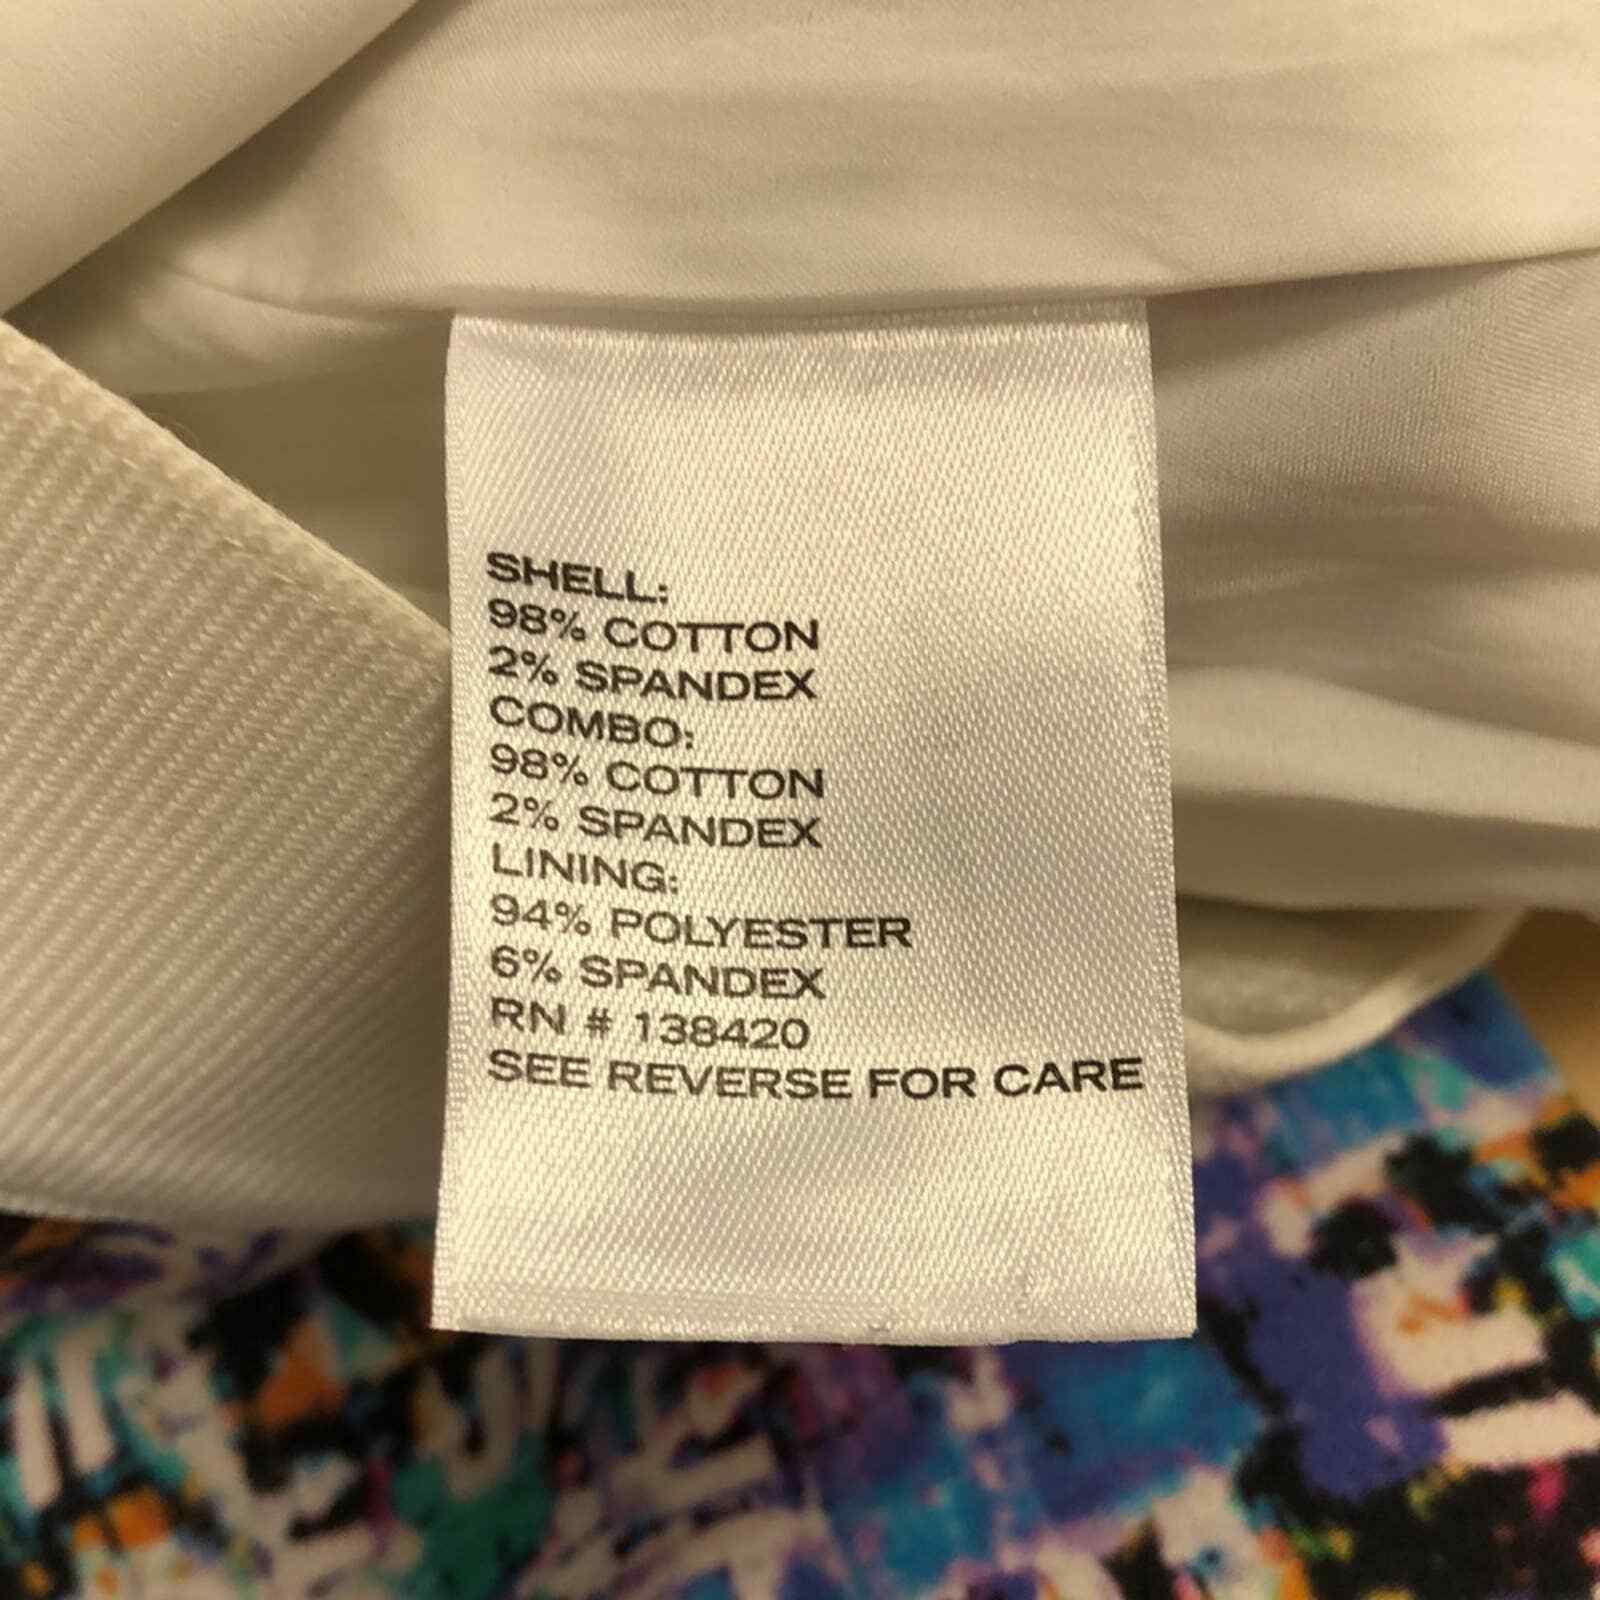 SHELL:
98% COTTON
2% SPANDEX
COMBO:
98% COTTON
2% SPANDEX
LINING:
94% POLYESTER
6% SPANDEX
RN # 138420
SEE REVERSE FOR CARE